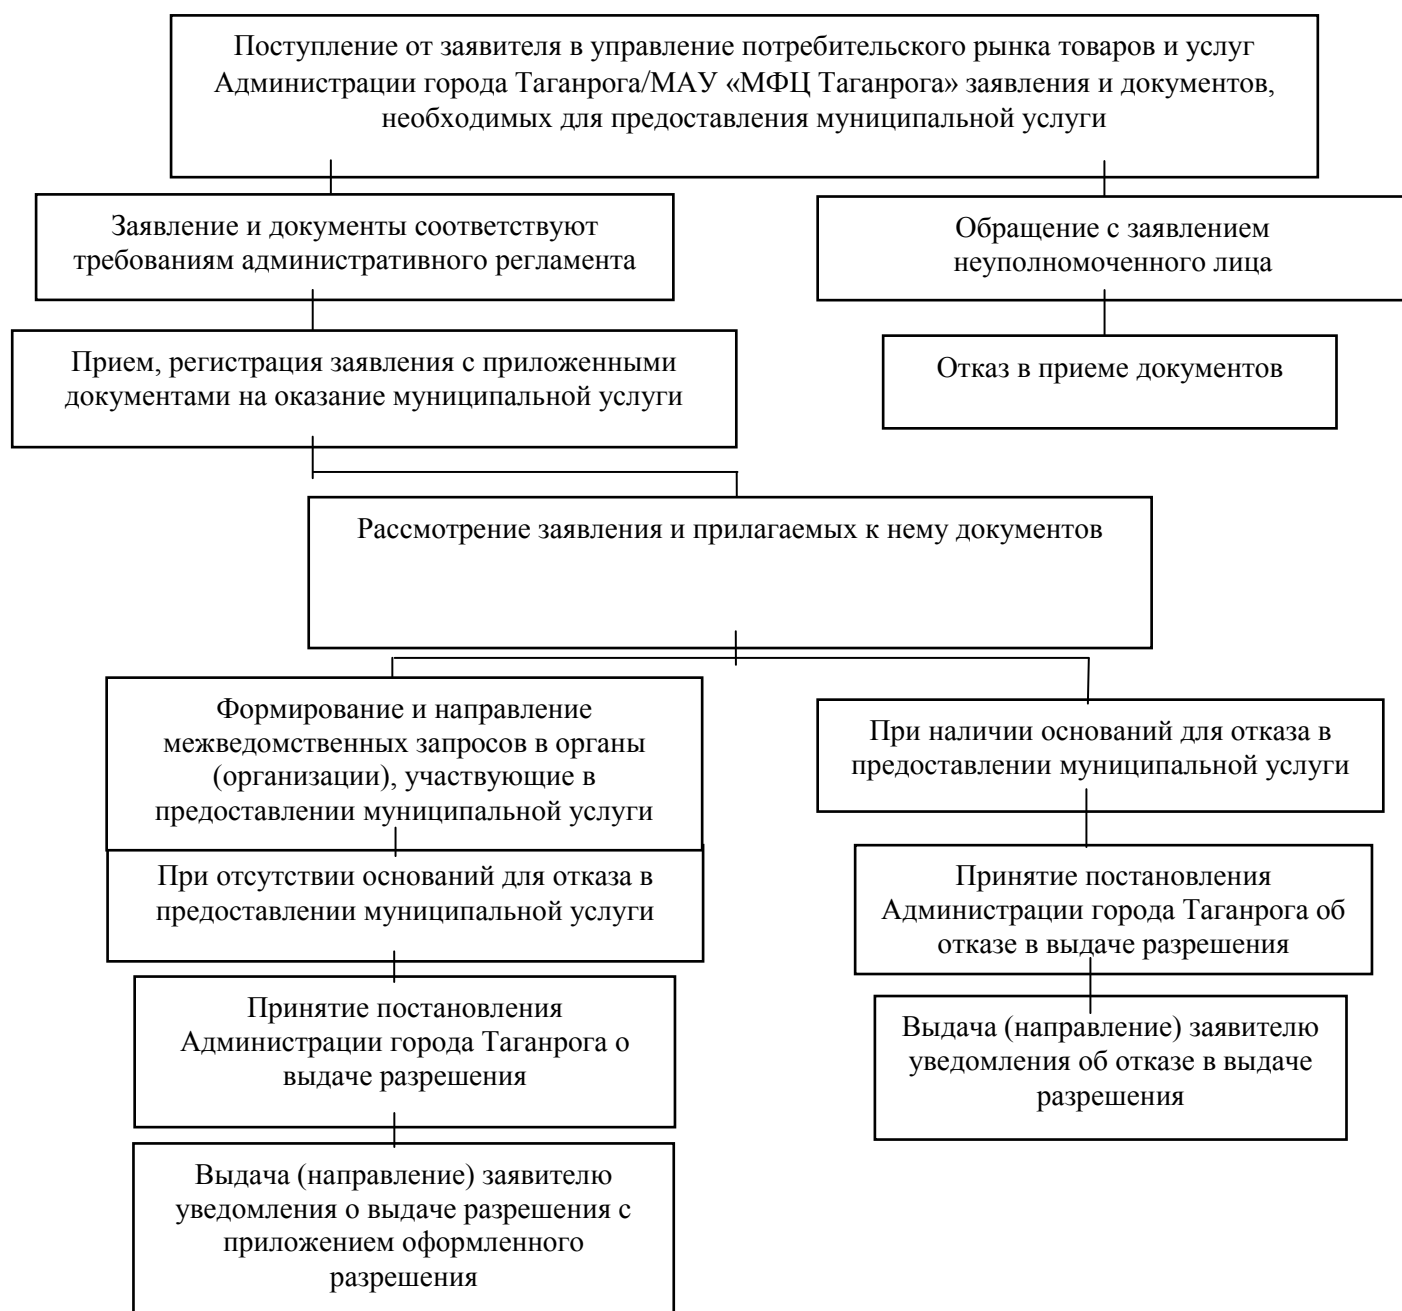 Поступление от заявителя в управление потребительского рынка товаров и услуг
Администрации города Таганрога/МАУ «МФЦ Таганрога» заявления и документов,
необходимых для предоставления муниципальной услуги
Заявление и документы соответствуют
требованиям административного регламента
Обращение с заявлением
неуполномоченного лица
Прием, регистрация заявления с приложенными
документами на оказание муниципальной услуги
Отказ в приеме документов
Рассмотрение заявления и прилагаемых к нему документов
Формирование и направление
межведомственных запросов в органы
(организации), участвующие в
предоставлении муниципальной услуги
При наличии оснований для отказа в
предоставлении муниципальной услуги
При отсутствии оснований для отказа в
предоставлении муниципальной услуги
Принятие постановления
Администрации города Таганрога об
отказе в выдаче разрешения
Принятие постановления
Администрации города Таганрога о
выдаче разрешения
Выдача (направление) заявителю
уведомления об отказе в выдаче
разрешения
Выдача (направление) заявителю
уведомления о выдаче разрешения с
приложением оформленного
разрешения